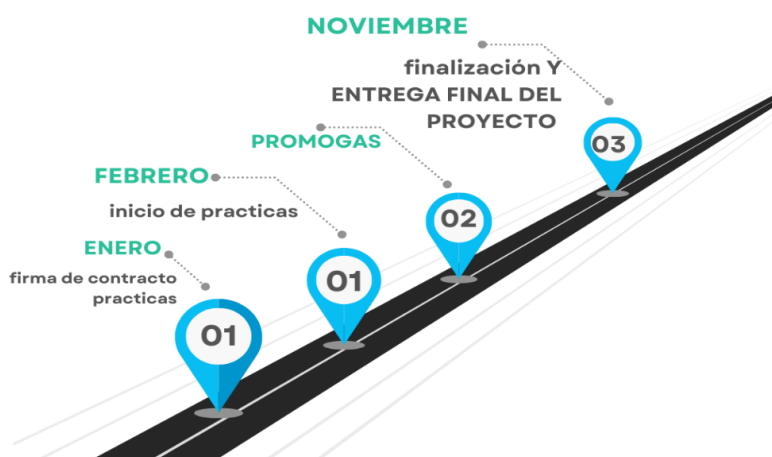 NOVIEMBRE
finalización Y
ENTREGA FINAL DEL
PROYECTO
03
PROMOGAS
02
FEBRERO
inicio de practicas
01
ENERO
firma de contracto
practicas
01